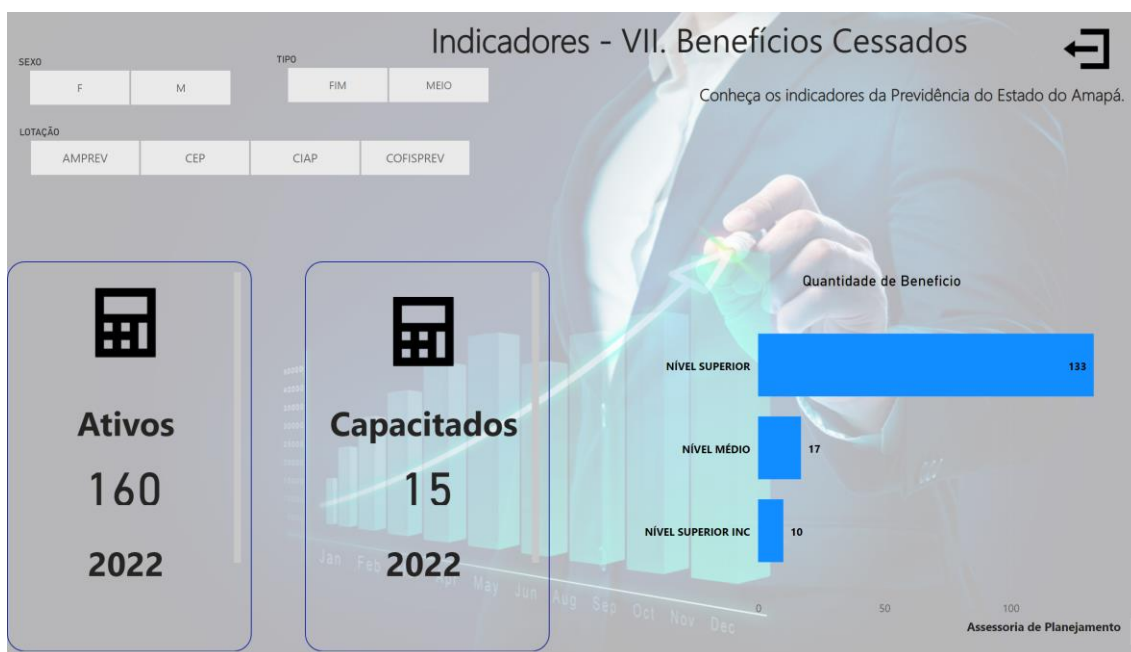 Indicadores - VII. Benefícios Cessados
Conheça os indicadores da Previdência do Estado do Amapá.
SEXO
F
M
TIPO
FIM
MEIO
LOTAÇÃO
AMPREV
CEP
CIAP
COFISPREV
Ativos
160
2022
Capacitados
15
2022
Quantidade de Beneficio
NÍVEL SUPERIOR
133
NÍVEL MÉDIO
17
NÍVEL SUPERIOR INC
10
0
50
100
Assessoria de Planejamento
Jan
Feb
Apr
May
Jun
Aug
Sep
Oct
Nov
Dec